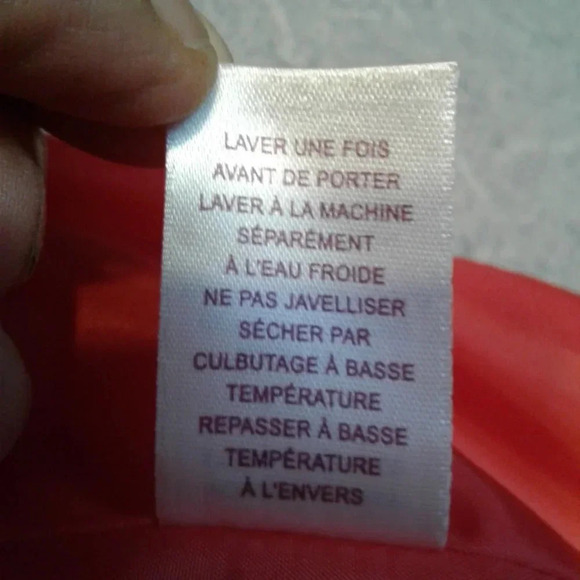 LAVER UNE FOIS
AVANT DE PORTER
LAVER À LA MACHINE
SÉPARÉMENT
À L'EAU FROIDE
NE PAS JAVELLISER
SÉCHER PAR
CULBUTAGE À BASSE
TEMPÉRATURE
REPASSER À BASSE
TEMPÉRATURE
À L'ENVERS